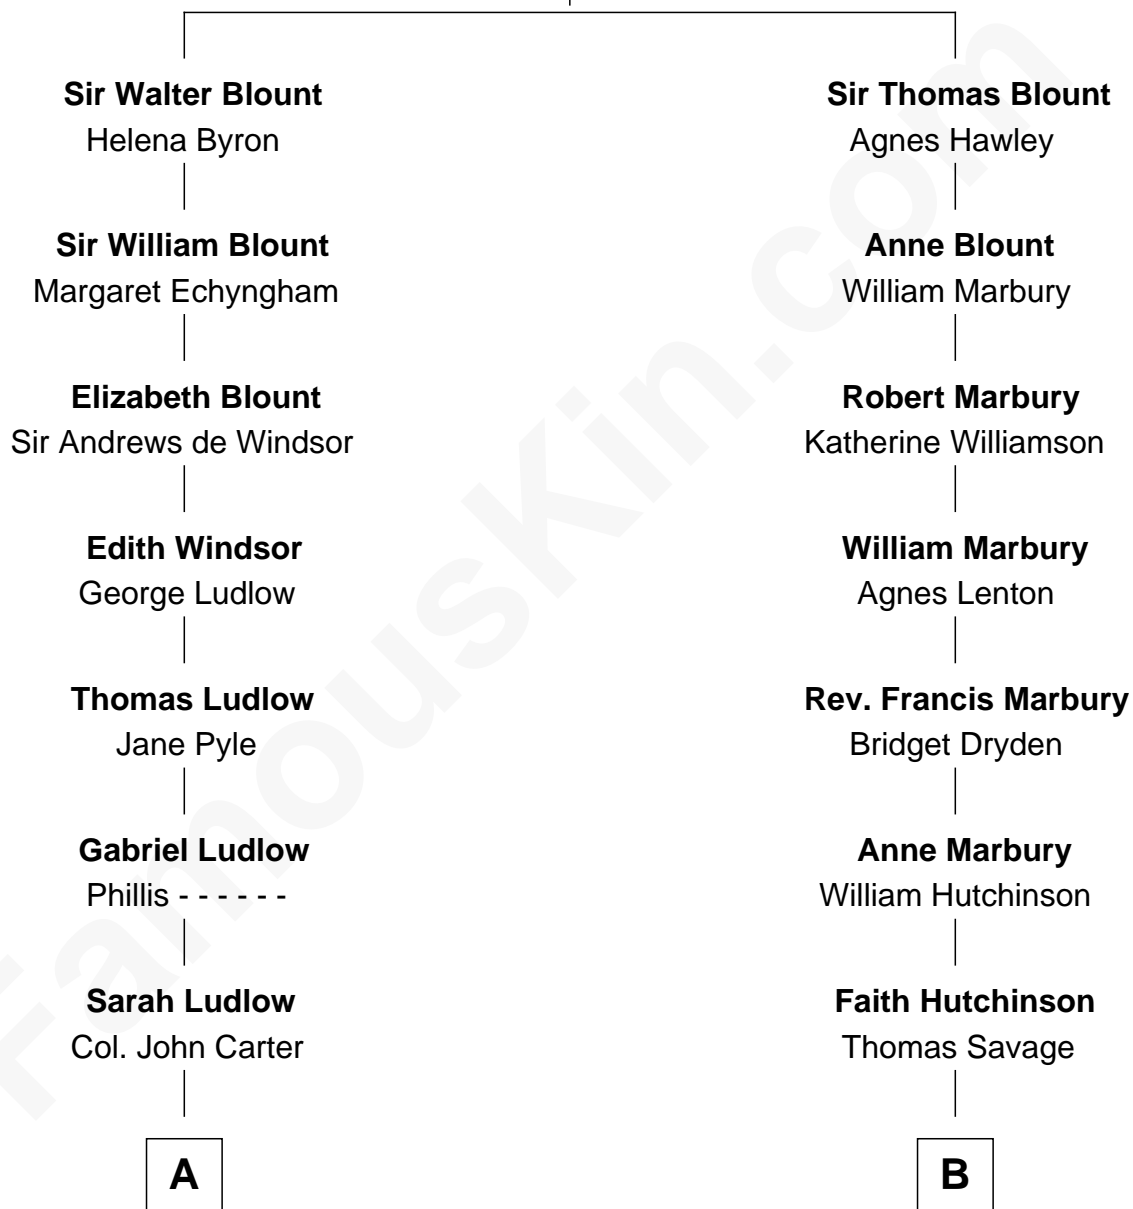 Sir Walter Blount
Helena Byron
Sir William Blount
Margaret Echyngham
Elizabeth Blount
Sir Andrews de Windsor
Edith Windsor
George Ludlow
Thomas Ludlow
Jane Pyle
Gabriel Ludlow
Phillis - - - - - -
Sarah Ludlow
Col. John Carter
A
Sir Thomas Blount
Agnes Hawley
Anne Blount
William Marbury
Robert Marbury
Katherine Williamson
William Marbury
Agnes Lenton
Rev. Francis Marbury
Bridget Dryden
Anne Marbury
William Hutchinson
Faith Hutchinson
Thomas Savage
B
FamousKin.com